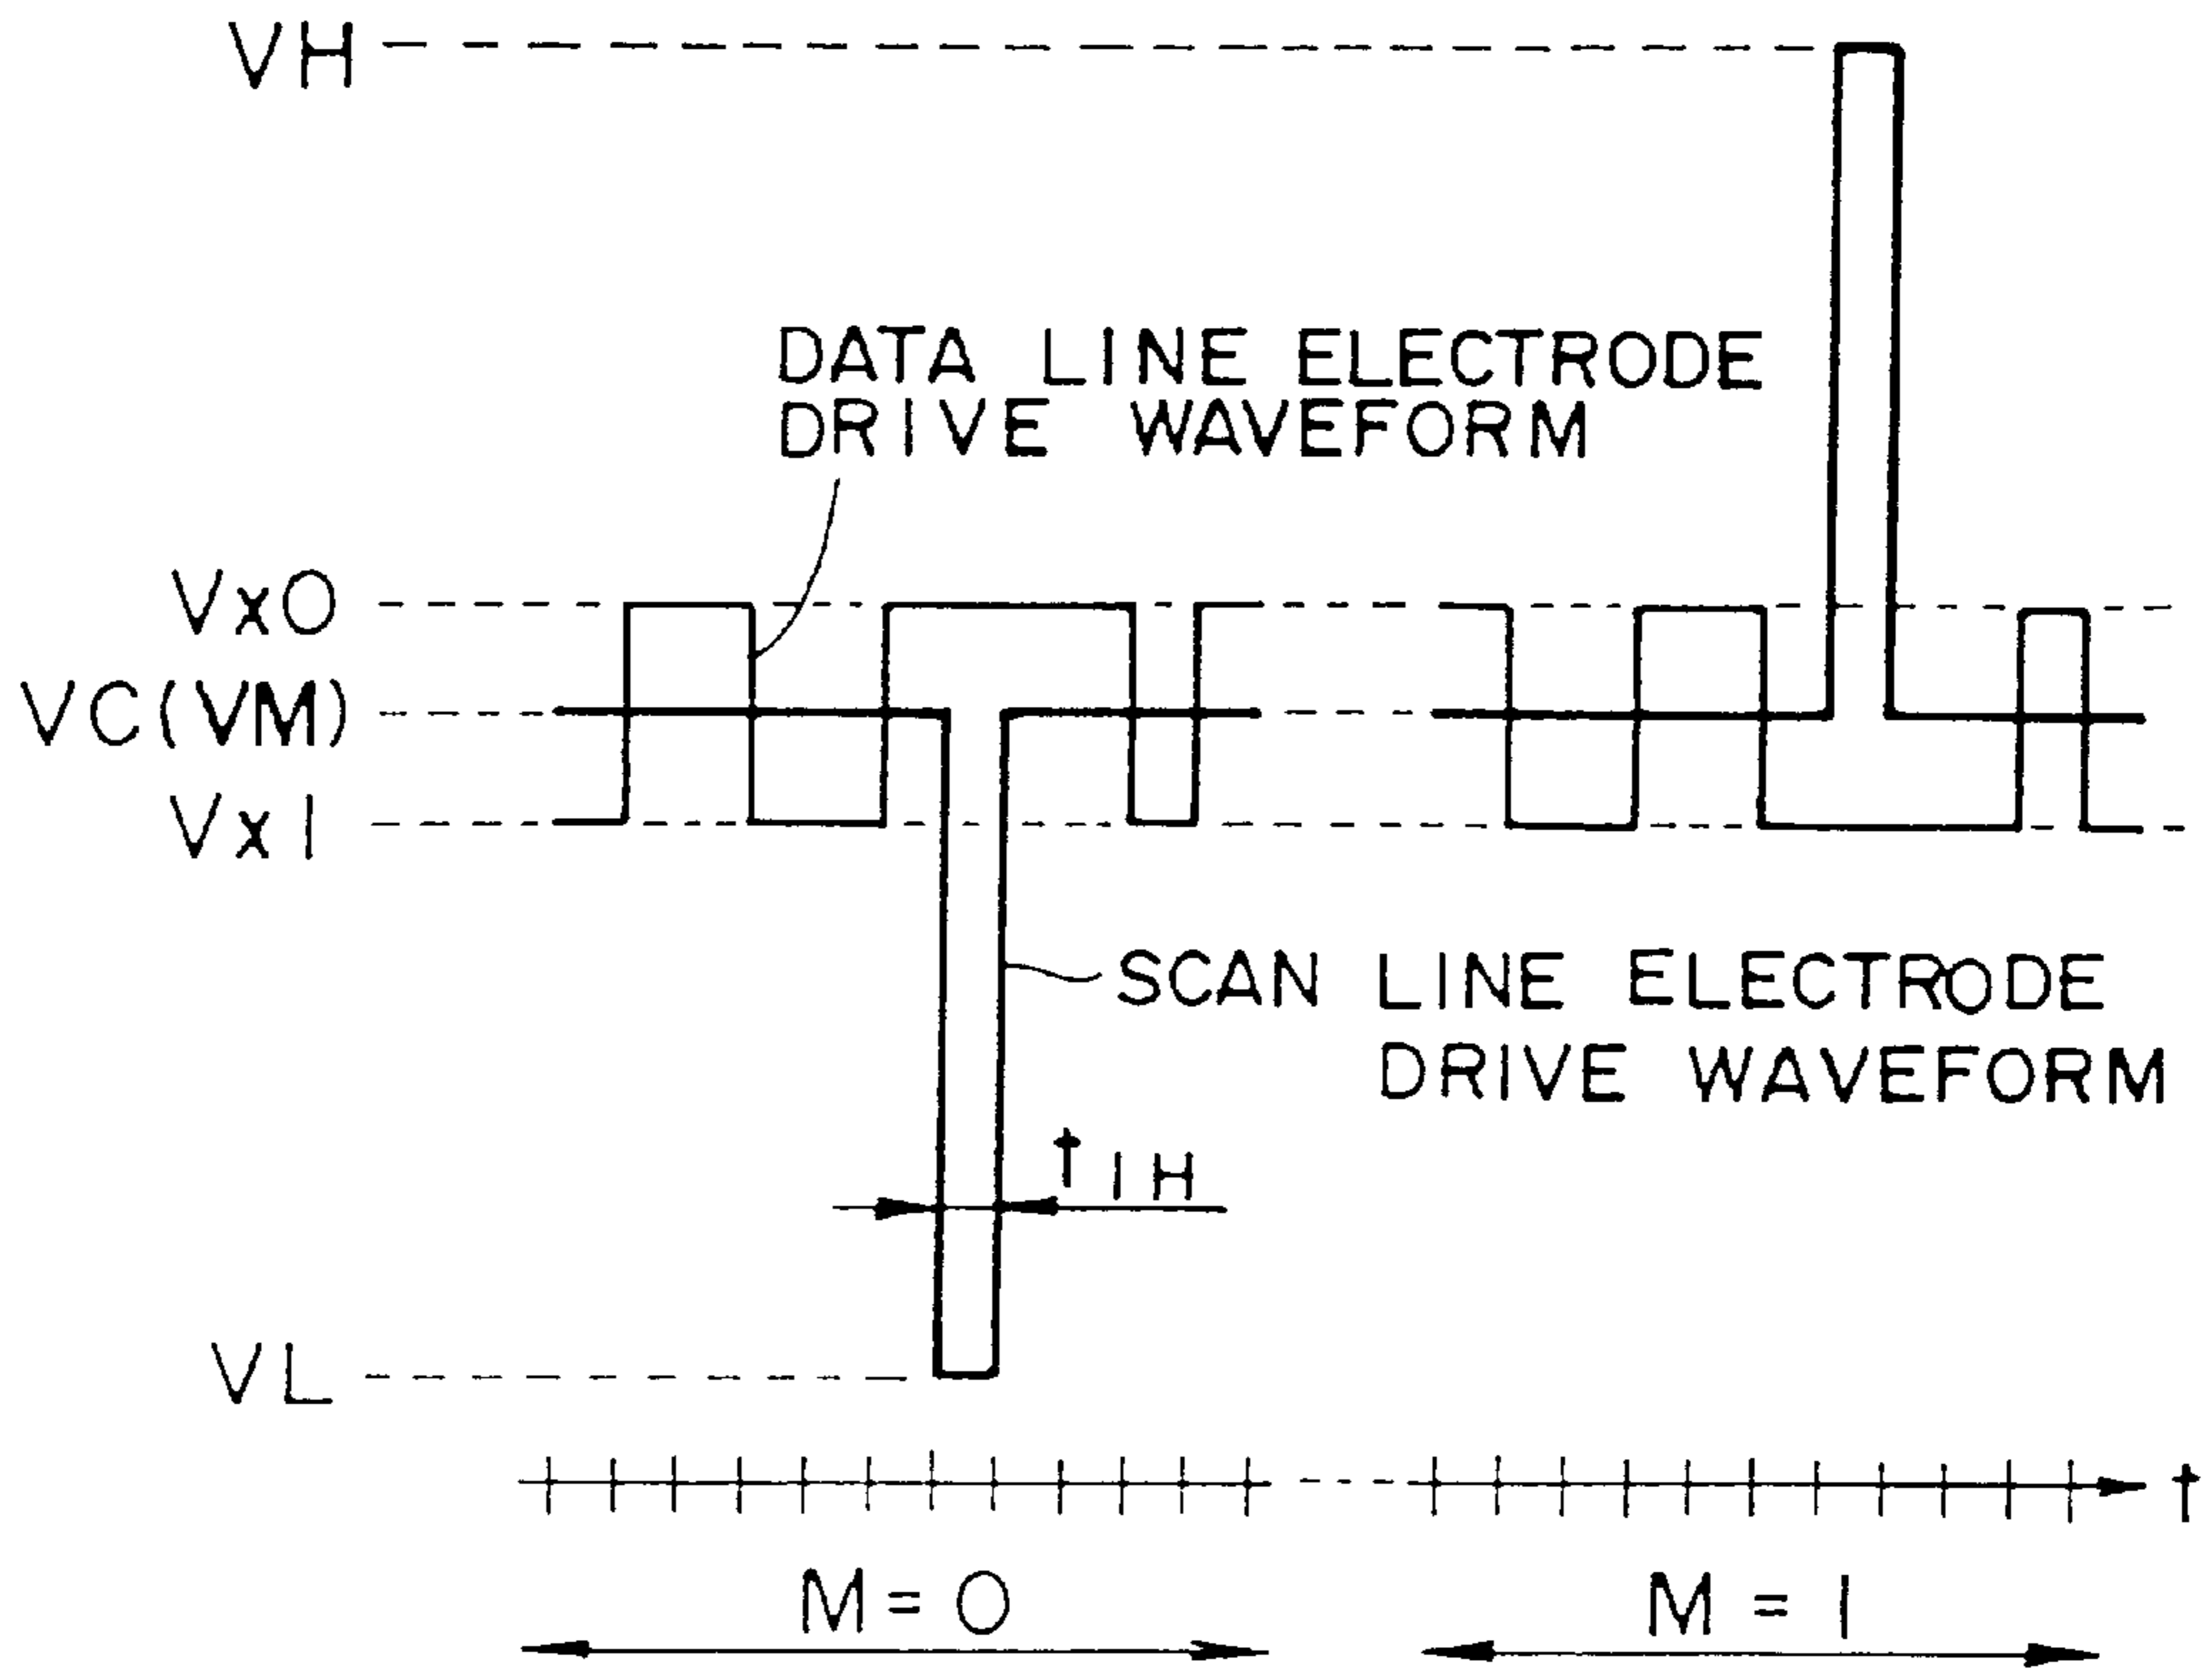 VH
DATA LINE ELECTRODE
DRIVE WAVEFORM
Vx0
VC(VM)
Vx1
SCAN LINE ELECTRODE
DRIVE WAVEFORM
t1H
VL
t
M=0
M=1